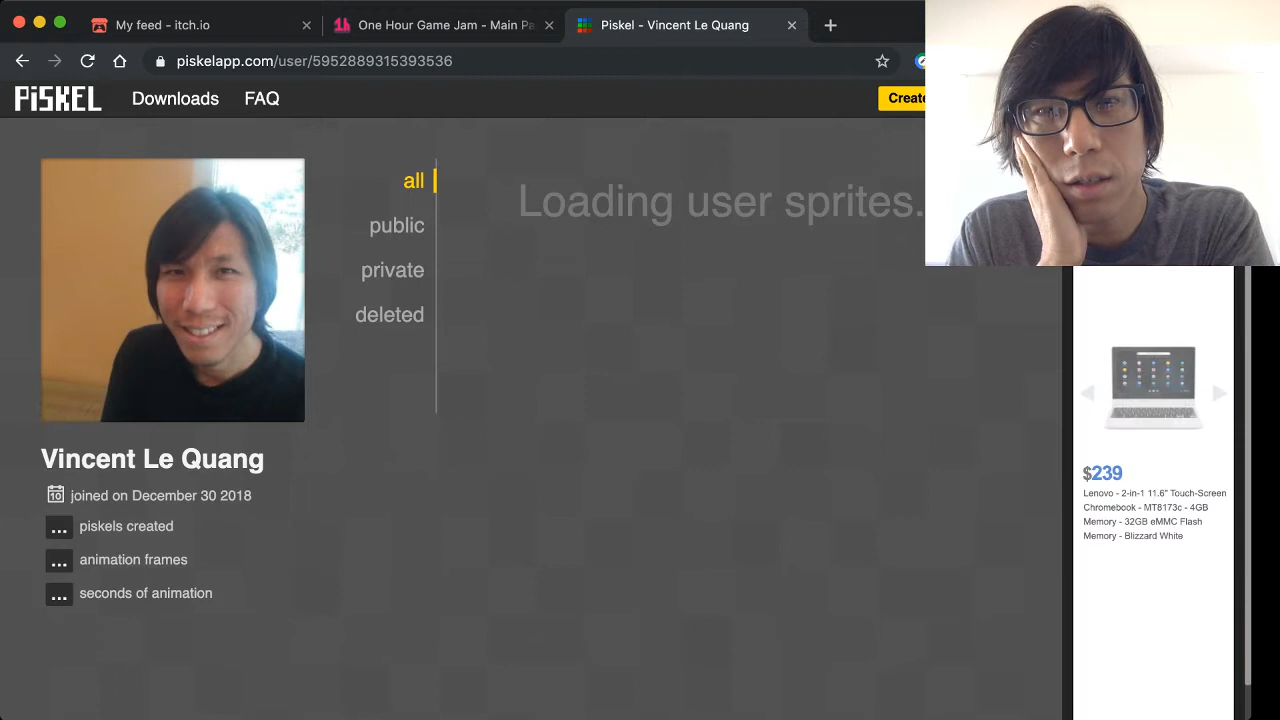 My feed - itch.io
One Hour Game Jam - Main Pa
Piskel - Vincent Le Quang
piskelapp.com/user/5952889315393536
PiSKEL
Downloads
FAQ
Create
all
public
private
deleted
Loading user sprites.
Vincent Le Quang
joined on December 30 2018
... piskels created
... animation frames
... seconds of animation
$239
Lenovo - 2-in-1 11.6" Touch-Screen
Chromebook - MT8173c - 4GB
Memory - 32GB eMMC Flash
Memory - Blizzard White